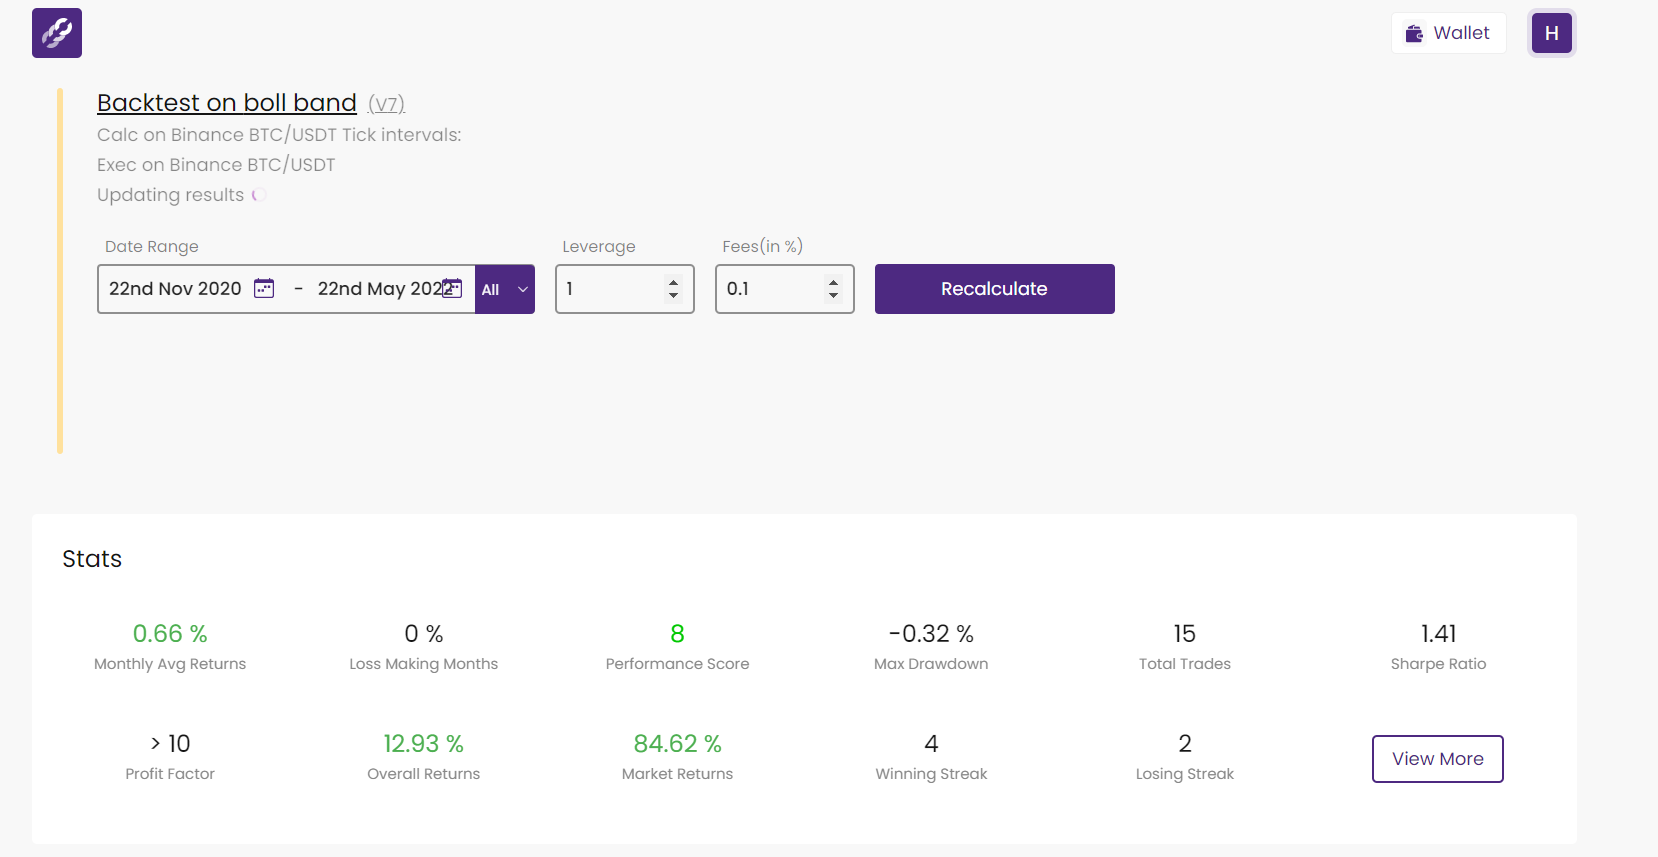 Wallet
H
Backtest on boll band (V7)
Calc on Binance BTC/USDT Tick intervals:
Exec on Binance BTC/USDT
Updating results
Date Range
Leverage
Fees(in %)
22nd Nov 2020 - 22nd May 2022
All
1
0.1
Recalculate
Stats
0.66 %
Monthly Avg Returns
0 %
Loss Making Months
8
Performance Score
-0.32 %
Max Drawdown
15
Total Trades
1.41
Sharpe Ratio
> 10
Profit Factor
12.93 %
Overall Returns
84.62 %
Market Returns
4
Winning Streak
2
Losing Streak
View More